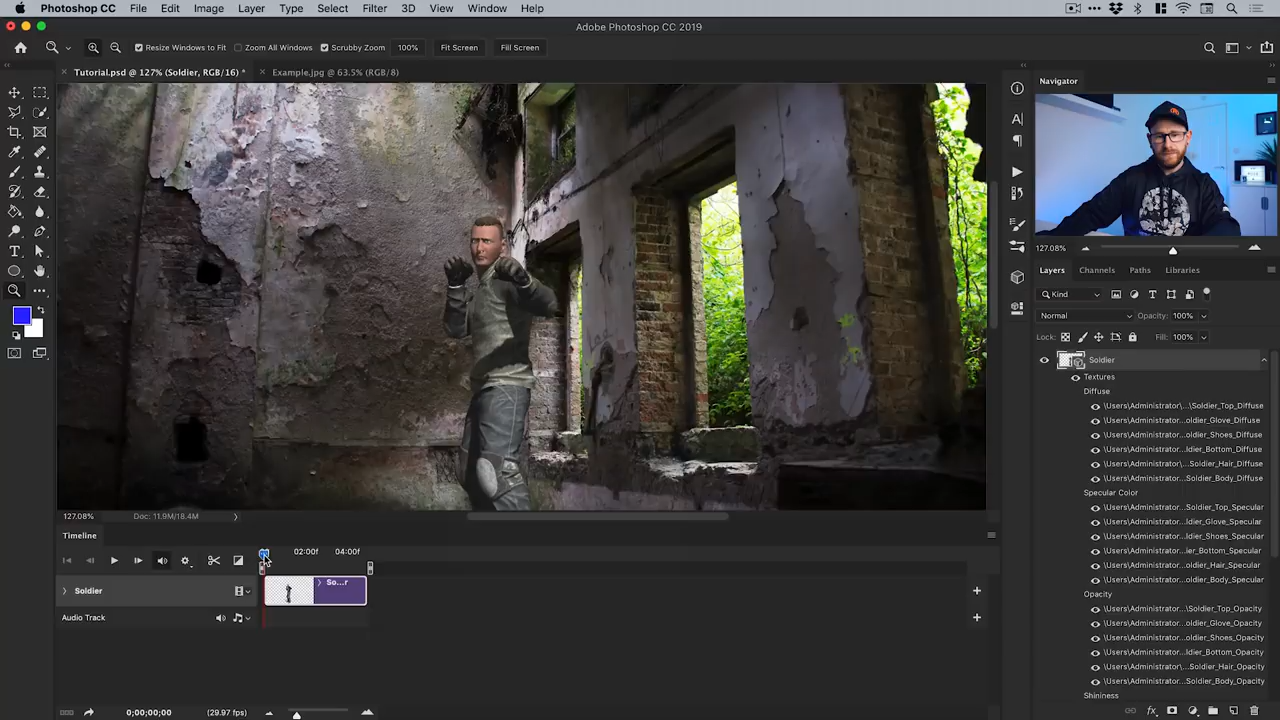 Photoshop CC File Edit Image Layer Type Select Filter 3D View Window Help
Adobe Photoshop CC 2019
Resize Windows to Fit Zoom All Windows Scrubby Zoom 100% Fit Screen Fill Screen
Tutorial.psd @ 127% (Soldier, RGB/16) * Example.jpg @ 63.5% (RGB/8)
Navigator
127.08%
Layers Channels Paths Libraries
Kind
Normal Opacity: 100%
Lock: Fill: 100%
Soldier
Textures
Diffuse
\Users\Administrator...\Soldier_Top_Diffuse
\Users\Administrator...oldier_Glove_Diffuse
\Users\Administrator...oldier_Shoes_Diffuse
\Users\Administrator...ldier_Bottom_Diffuse
\Users\Administrator...\Soldier_Hair_Diffuse
\Users\Administrator...Soldier_Body_Diffuse
Specular Color
\Users\Administrator...Soldier_Top_Specular
\Users\Administrator...ldier_Glove_Specular
\Users\Administrator...ldier_Shoes_Specular
\Users\Administrator...ier_Bottom_Specular
\Users\Administrator...oldier_Hair_Specular
\Users\Administrator...oldier_Body_Specular
Opacity
\Users\Administrator...\Soldier_Top_Opacity
\Users\Administrator...oldier_Glove_Opacity
\Users\Administrator...oldier_Shoes_Opacity
\Users\Administrator...ldier_Bottom_Opacity
\Users\Administrator...\Soldier_Hair_Opacity
\Users\Administrator...Soldier_Body_Opacity
Shininess
127.08% Doc: 11.9M/18.4M
Timeline
02:00f 04:00f
Soldier So...r
Audio Track
0;00;00;00 (29.97 fps)